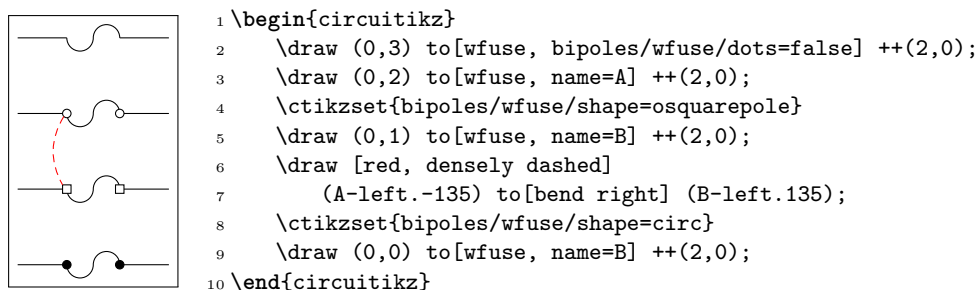 1 \begin{circuitikz}
2 \draw (0,3) to[wfuse, bipoles/wfuse/dots=false] ++(2,0);
3 \draw (0,2) to[wfuse, name=A] ++(2,0);
4 \ctikzset{bipoles/wfuse/shape=osquarepole}
5 \draw (0,1) to[wfuse, name=B] ++(2,0);
6 \draw [red, densely dashed]
7 (A-left.-135) to[bend right] (B-left.135);
8 \ctikzset{bipoles/wfuse/shape=circ}
9 \draw (0,0) to[wfuse, name=B] ++(2,0);
10 \end{circuitikz}